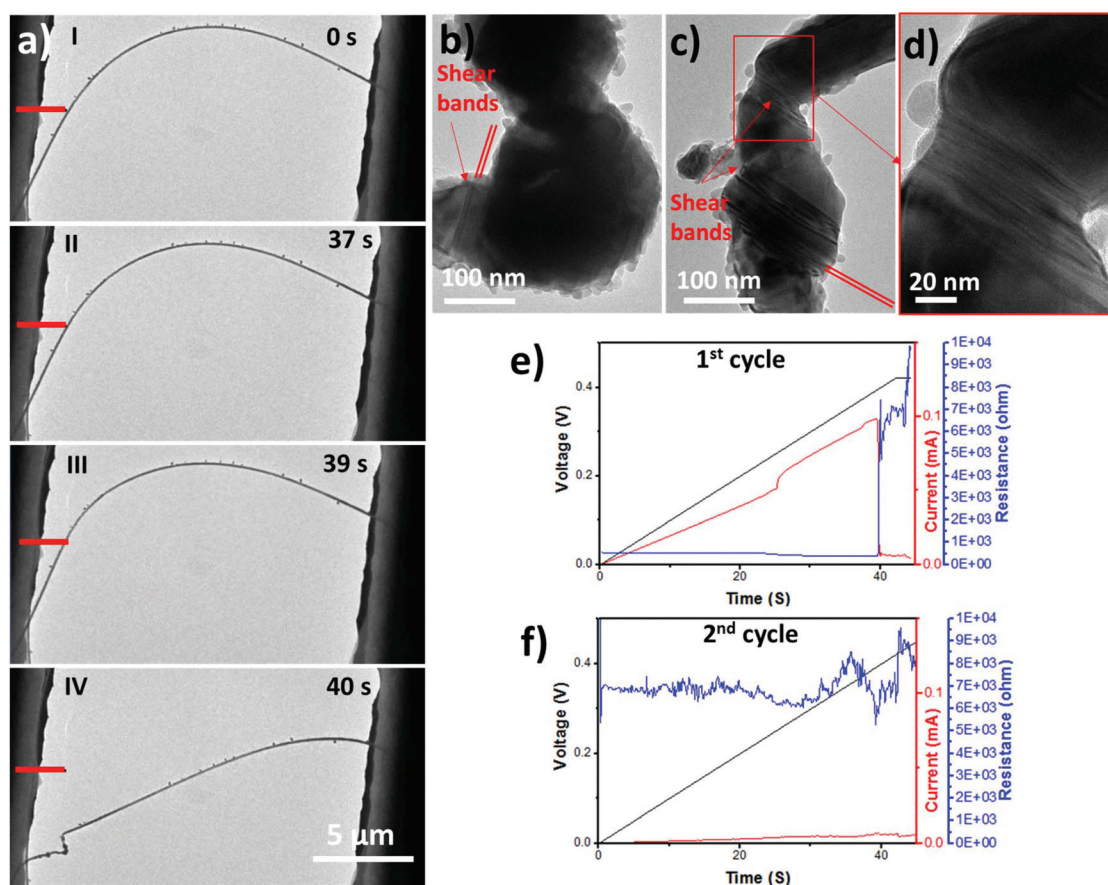 a)
I
0 s
II
37 s
III
39 s
IV
40 s
5 µm
b)
Shear
bands
100 nm
c)
Shear
bands
100 nm
d)
20 nm
e)
1st cycle
Voltage (V)
0.4
0.2
0.0
0
20
40
Time (S)
0.1
0.0
Current (mA)
1E+04
9E+03
8E+03
7E+03
6E+03
5E+03
4E+03
3E+03
2E+03
1E+03
0E+00
Resistance (ohm)
f)
2nd cycle
Voltage (V)
0.4
0.2
0.0
0
20
40
Time (S)
0.1
0.0
Current (mA)
1E+04
9E+03
8E+03
7E+03
6E+03
5E+03
4E+03
3E+03
2E+03
1E+03
0E+00
Resistance (ohm)